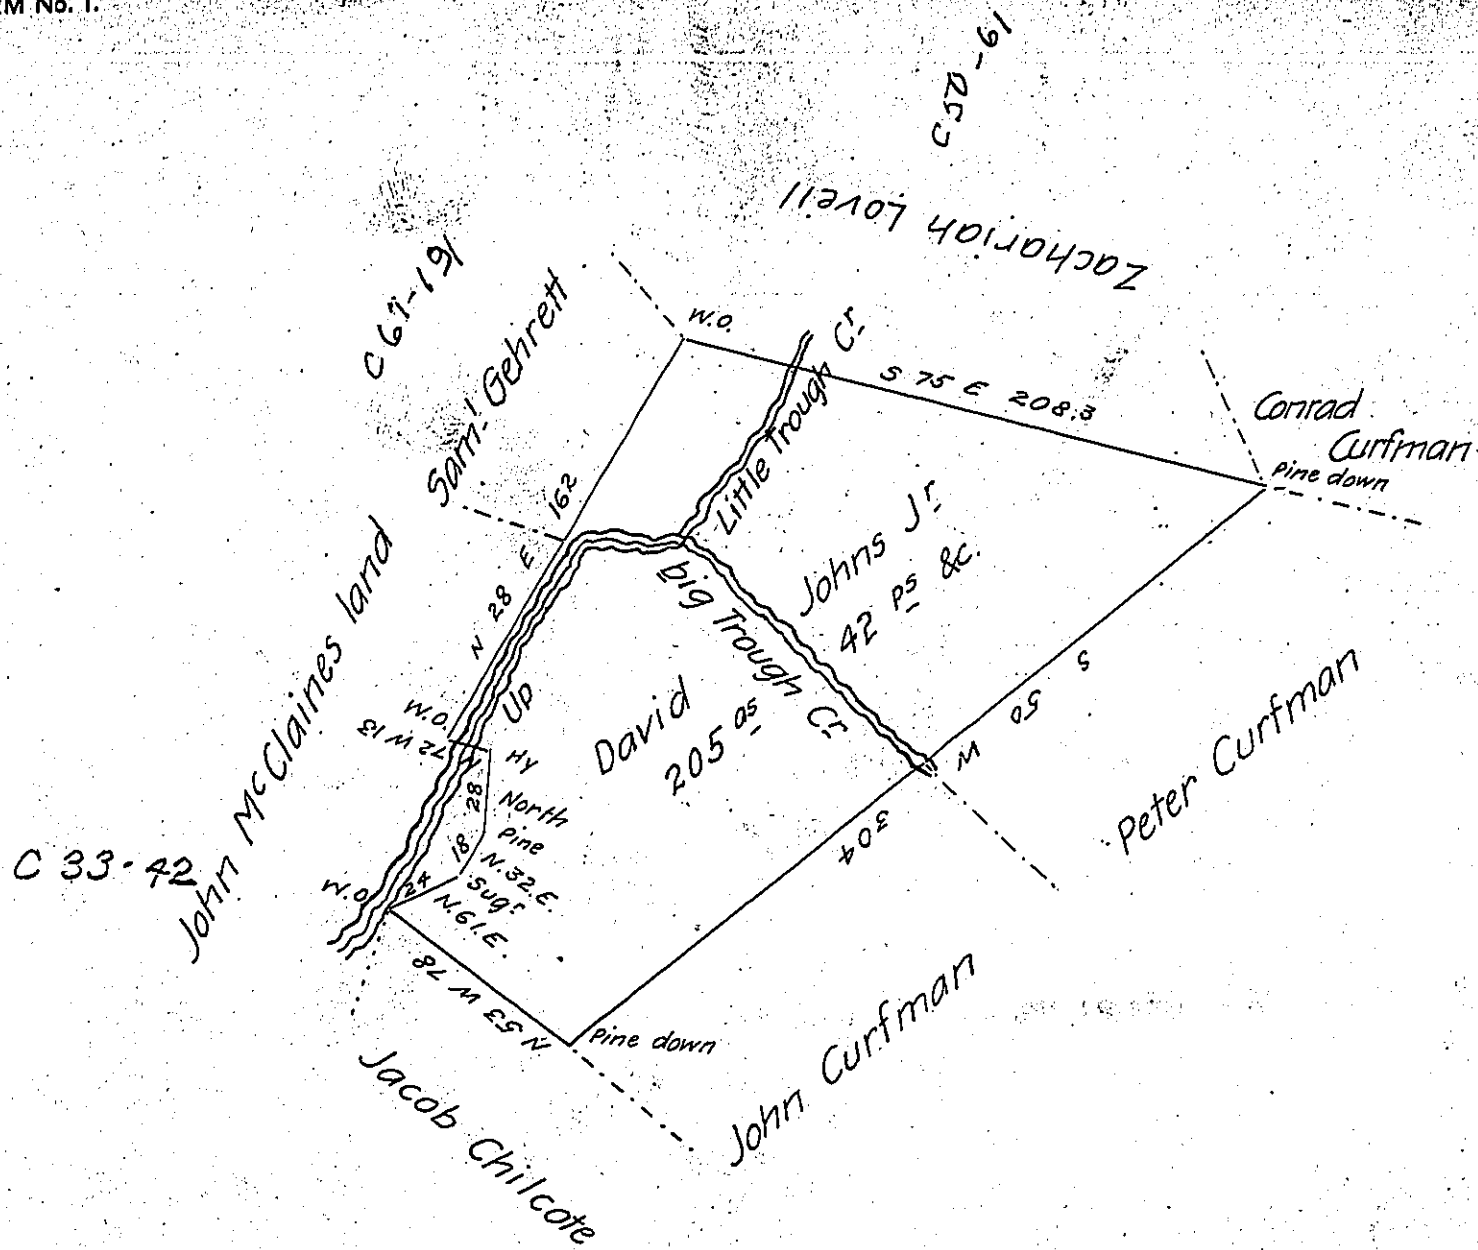 M No. 1.
C50-61
Zachariah Lovell
C 67-191
Sam! Gehrett
W.O.
Little Trough Cr
S 75 E 208.3
Conrad
Curfman
Pine down
N 28 E 162
Johns Jr
42 ps &c.
big Trough Cr
John McClaines land
W.O.
Up
N 72 W 13
HY
David
205 as
28
North
Pine
18
N.32.E.
Sugr
24
N.61.E.
C 33-42
W.O.
S 50 W 304
Peter Curfman
N 53 W 78
Pine down
John Curfman
Jacob Chilcote